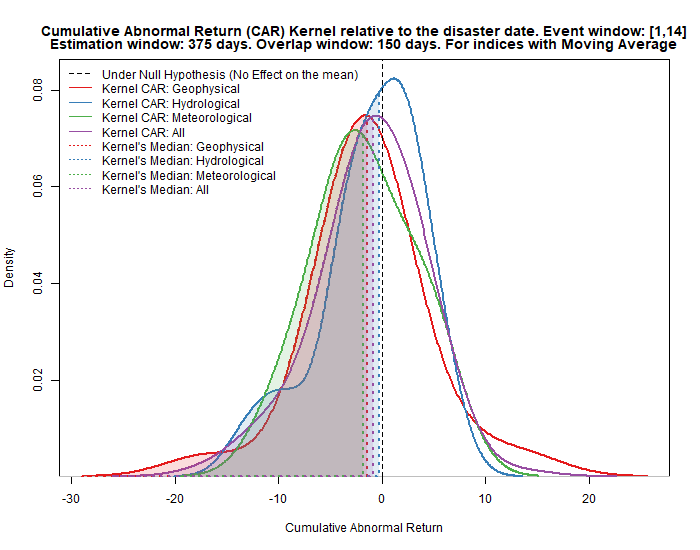 Cumulative Abnormal Return (CAR) Kernel relative to the disaster date. Event window: [1,14]
Estimation window: 375 days. Overlap window: 150 days. For indices with Moving Average
Under Null Hypothesis (No Effect on the mean)
Kernel CAR: Geophysical
Kernel CAR: Hydrological
Kernel CAR: Meteorological
Kernel CAR: All
Kernel's Median: Geophysical
Kernel's Median: Hydrological
Kernel's Median: Meteorological
Kernel's Median: All
Density
0.08
0.06
0.04
0.02
-30 -20 -10 0 10 20
Cumulative Abnormal Return